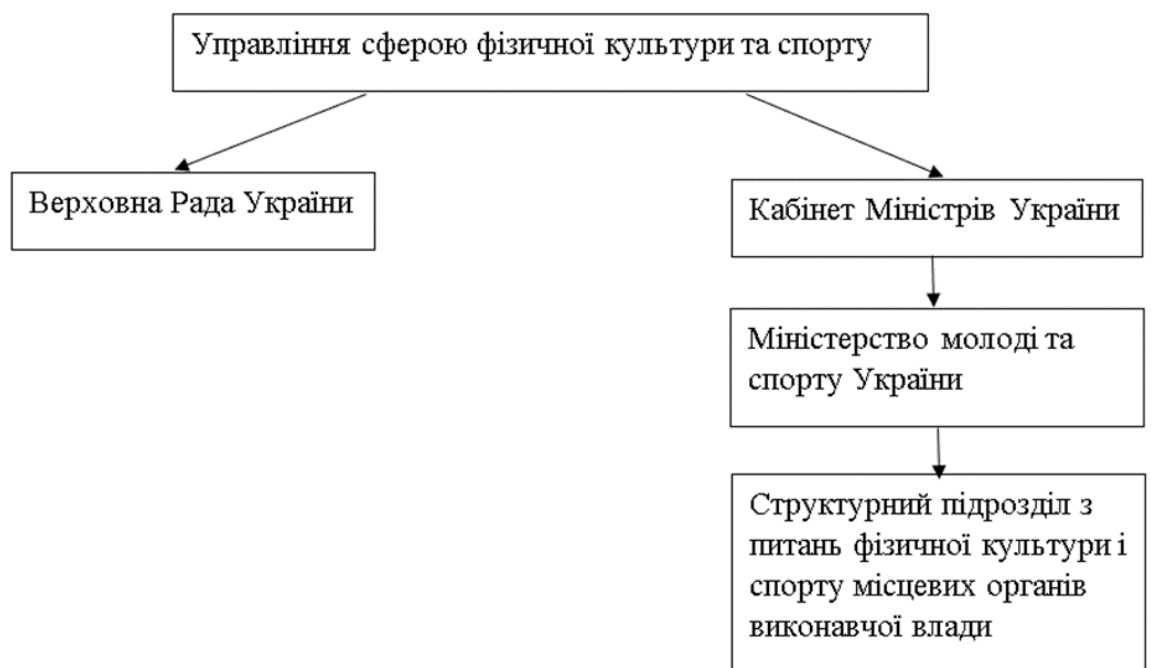 Управління сферою фізичної культури та спорту
Верховна Рада України
Кабінет Міністрів України
Міністерство молоді та
спорту України
Структурний підрозділ з
питань фізичної культури і
спорту місцевих органів
виконавчої влади